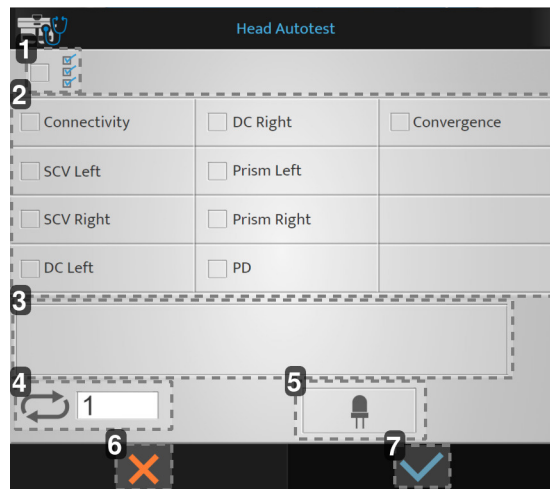 Head Autotest
1
2
Connectivity DC Right Convergence
SCV Left Prism Left
SCV Right Prism Right
DC Left PD
3
4 1 5
6 7